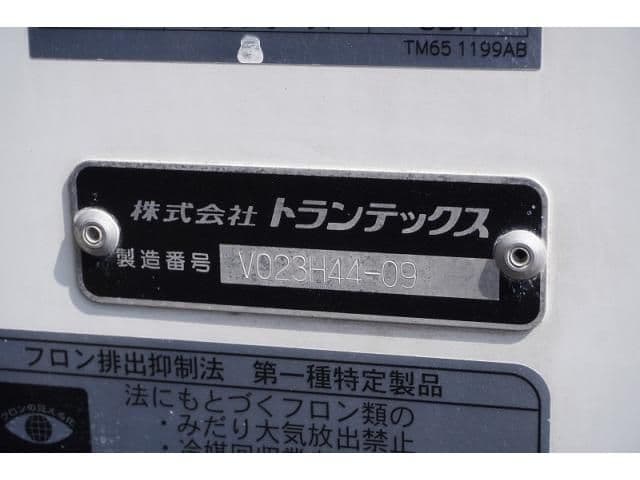 TM65 1199AB
株式会社 トランテックス
製造番号 V023H44-09
フロン排出抑制法 第一種特定製品
法にもとづくフロン類の
・みだり大気放出禁止